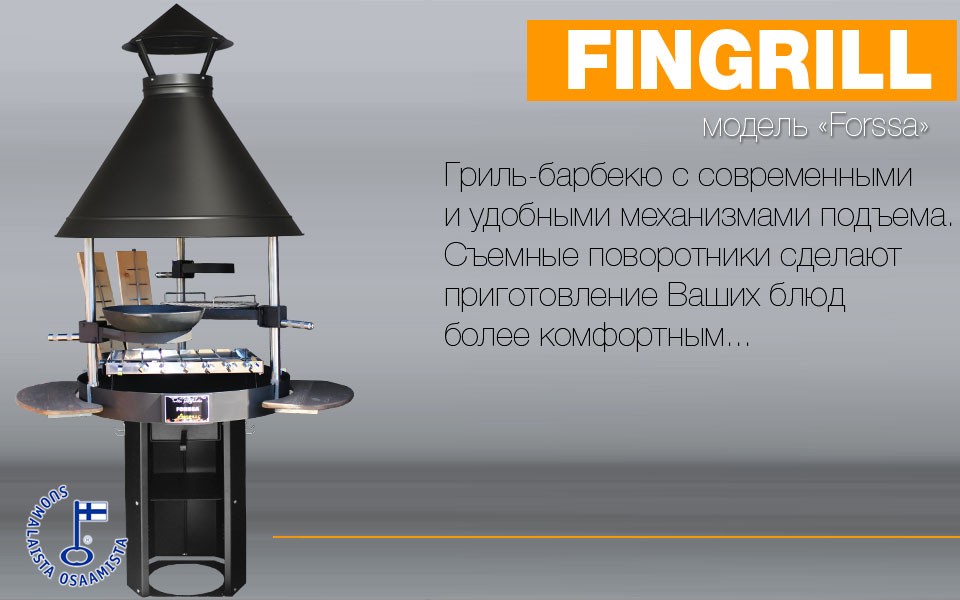 FINGRILL
модель «Forssa»
Гриль-барбекю с современными
и удобными механизмами подъема.
Съемные поворотники сделают
приготовление Ваших блюд
более комфортным...
FORSSA
SUOMALAISTA OSAAMISTA
®